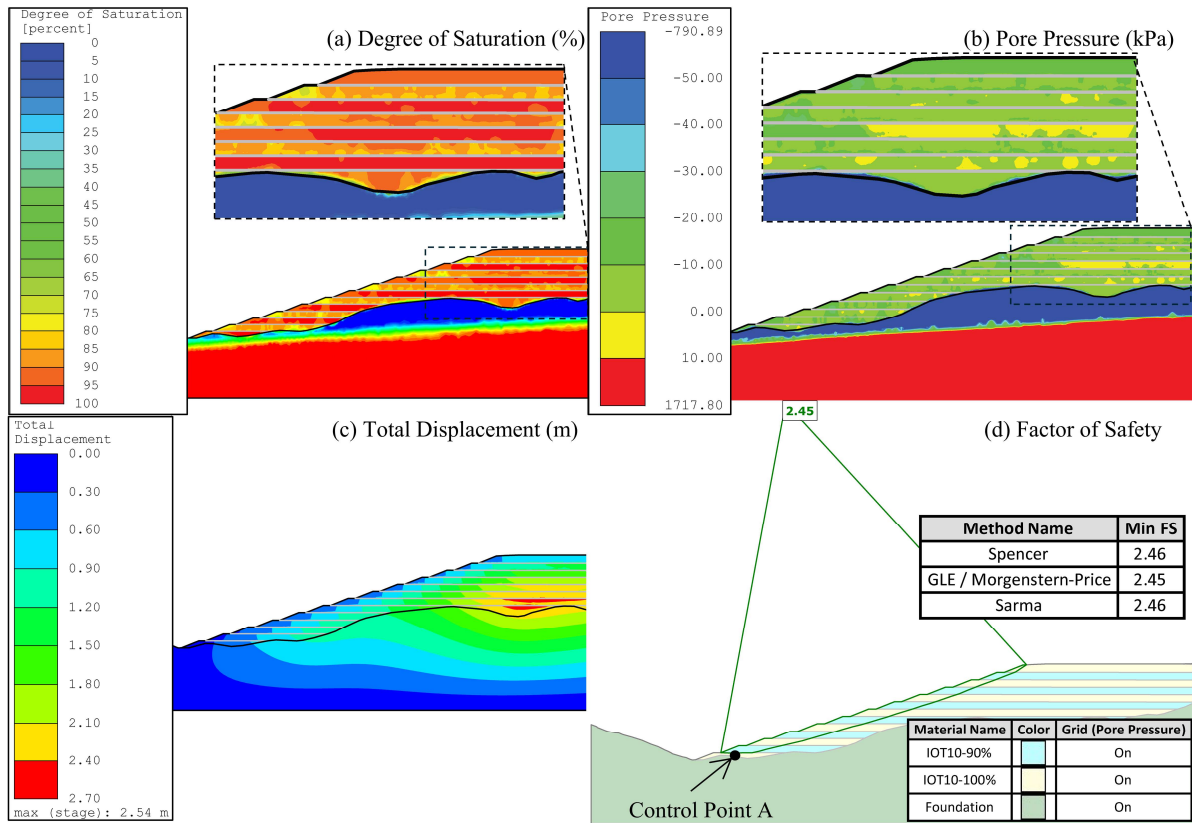 Degree of Saturation
[percent]
0
5
10
15
20
25
30
35
40
45
50
55
60
65
70
75
80
85
90
95
100
(a) Degree of Saturation (%)
Pore Pressure
-790.89
-50.00
-40.00
-30.00
-20.00
-10.00
0.00
10.00
1717.80
(b) Pore Pressure (kPa)
Total
Displacement
0.00
0.30
0.60
0.90
1.20
1.50
1.80
2.10
2.40
2.70
max (stage): 2.54 m
(c) Total Displacement (m)
2.45
(d) Factor of Safety
Method Name Min FS
Spencer 2.46
GLE / Morgenstern-Price 2.45
Sarma 2.46
Material Name Color Grid (Pore Pressure)
IOT10-90% On
IOT10-100% On
Foundation On
Control Point A